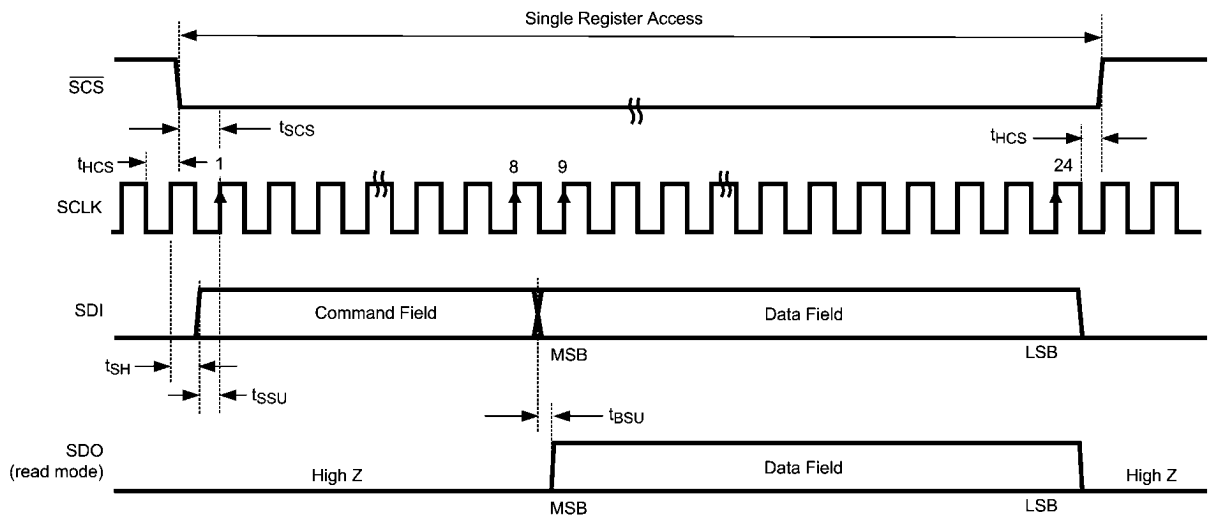 Single Register Access
SCS
tSCS
tHCS
tHCS
1
8
9
24
SCLK
SDI
Command Field
Data Field
MSB
LSB
tSH
tSSU
tBSU
SDO
(read mode)
High Z
Data Field
High Z
MSB
LSB